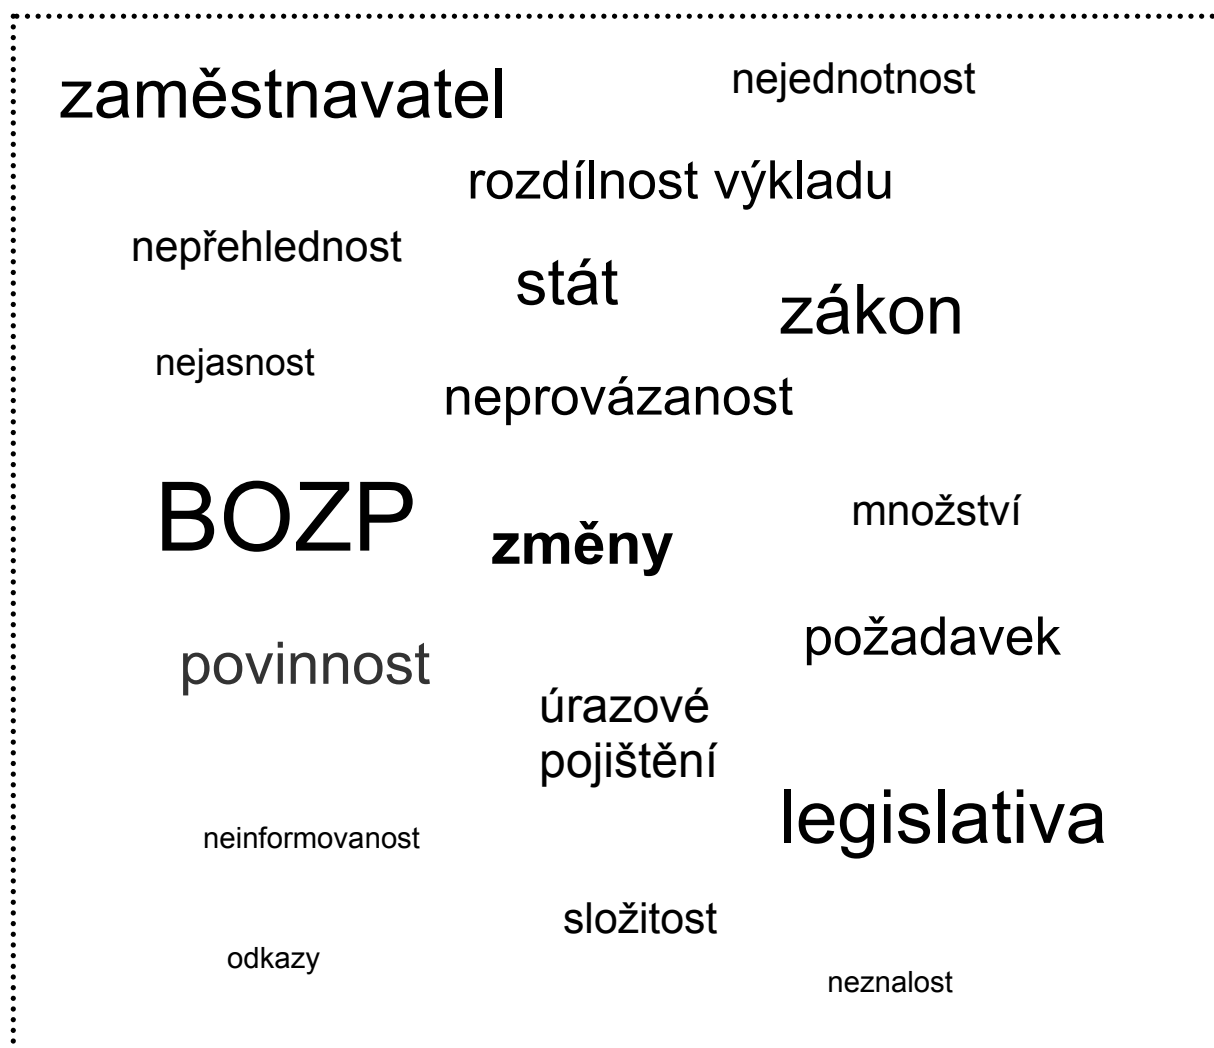 zaměstnavatel
nejednotnost
rozdílnost výkladu
nepřehlednost
stát
zákon
nejasnost
neprovázanost
BOZP
změny
množství
povinnost
požadavek
úrazové
pojištění
neinformovanost
legislativa
složitost
odkazy
neznalost